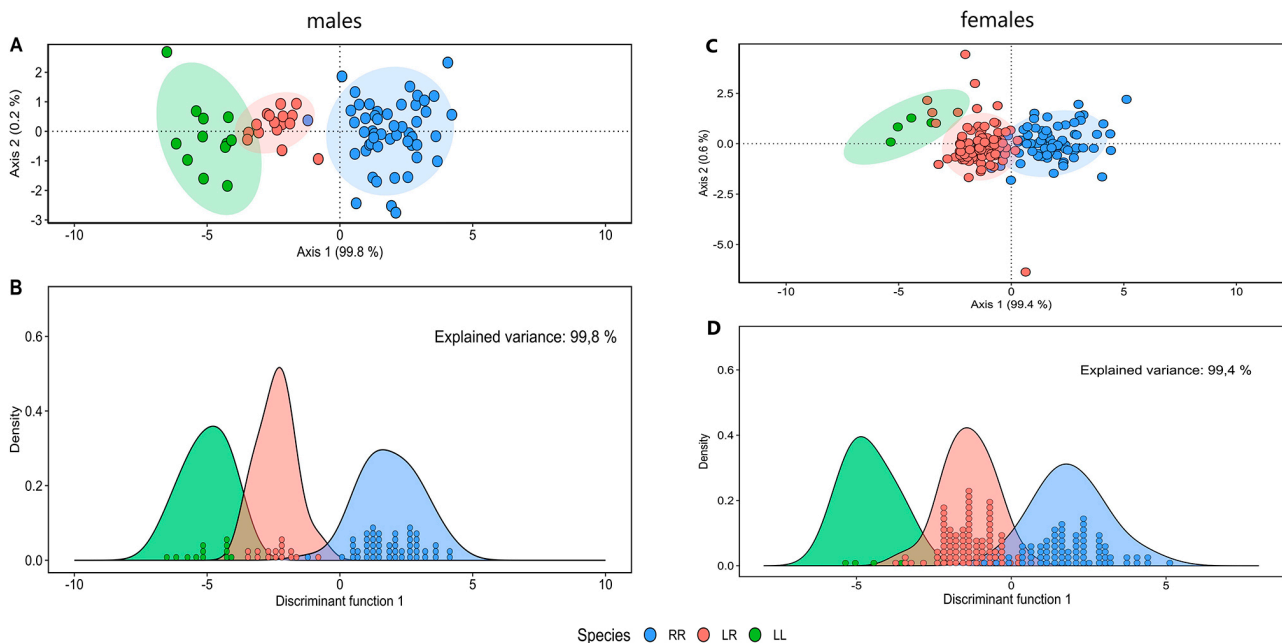 males
A
2
1
0
-1
-2
-3
Axis 2 (0.2 %)
-10
-5
0
5
10
Axis 1 (99.8 %)
B
Explained variance: 99,8 %
0.6
0.4
0.2
0.0
Density
-10
-5
0
5
10
Discriminant function 1
females
C
5.0
2.5
0.0
-2.5
-5.0
Axis 2 (0.6 %)
-10
-5
0
5
Axis 1 (99.4 %)
D
Explained variance: 99,4 %
0.6
0.4
0.2
0.0
Density
-5
0
5
Discriminant function 1
Species RR LR LL